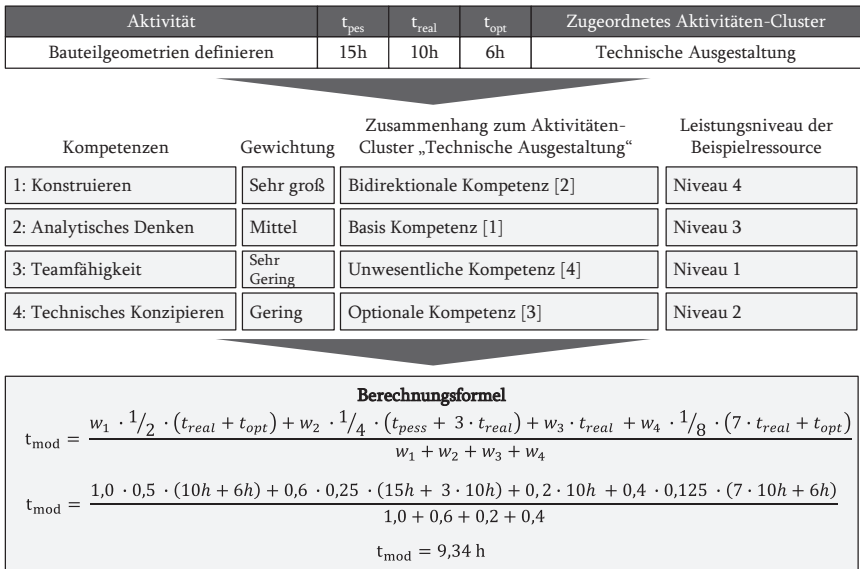 Aktivität t_pes t_real t_opt Zugeordnetes Aktivitäten-Cluster
Bauteilgeometrien definieren 15h 10h 6h Technische Ausgestaltung
Kompetenzen Gewichtung Zusammenhang zum Aktivitäten-Cluster „Technische Ausgestaltung“ Leistungsniveau der Beispielressource
1: Konstruieren Sehr groß Bidirektionale Kompetenz [2] Niveau 4
2: Analytisches Denken Mittel Basis Kompetenz [1] Niveau 3
3: Teamfähigkeit Sehr Gering Unwesentliche Kompetenz [4] Niveau 1
4: Technisches Konzipieren Gering Optionale Kompetenz [3] Niveau 2
Berechnungsformel
t_mod = (w_1 · 1/2 · (t_real + t_opt) + w_2 · 1/4 · (t_pess + 3 · t_real) + w_3 · t_real + w_4 · 1/8 · (7 · t_real + t_opt)) / (w_1 + w_2 + w_3 + w_4)
t_mod = (1,0 · 0,5 · (10h + 6h) + 0,6 · 0,25 · (15h + 3 · 10h) + 0,2 · 10h + 0,4 · 0,125 · (7 · 10h + 6h)) / (1,0 + 0,6 + 0,2 + 0,4)
t_mod = 9,34 h